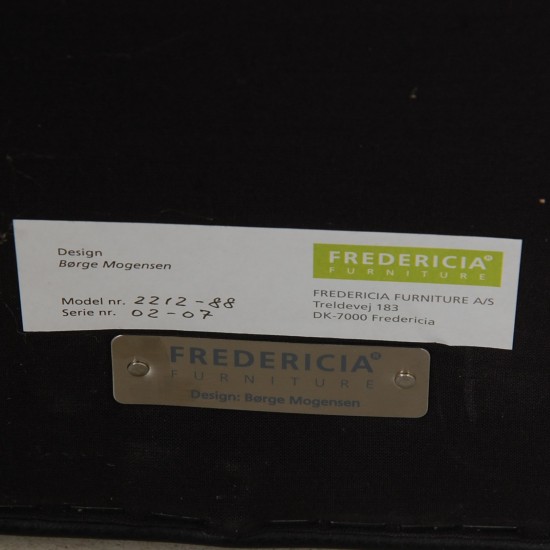 Design
Børge Mogensen
Model nr. 2212-88
Serie nr. 02-07
FREDERICIA®
FURNITURE
FREDERICIA FURNITURE A/S
Treldevej 183
DK-7000 Fredericia
FREDERICIA®
FURNITURE
Design: Børge Mogensen